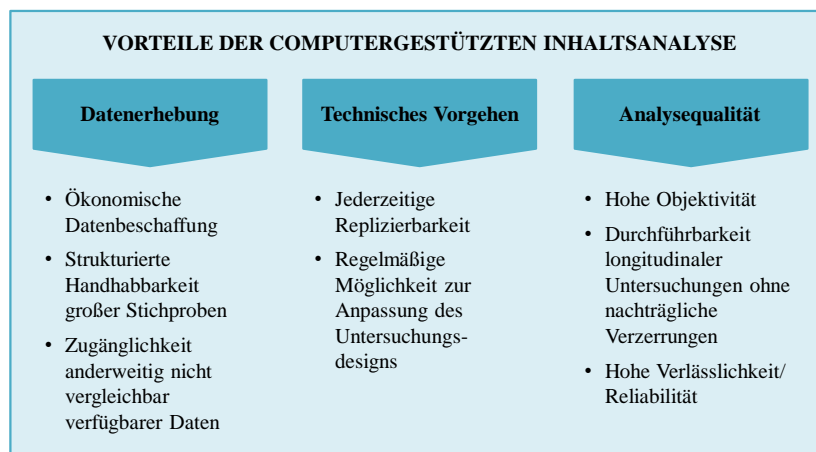 VORTEILE DER COMPUTERGESTÜTZTEN INHALTSANALYSE
Datenerhebung
• Ökonomische
Datenbeschaffung
• Strukturierte
Handhabbarkeit
großer Stichproben
• Zugänglichkeit
anderweitig nicht
vergleichbar
verfügbarer Daten
Technisches Vorgehen
• Jederzeitige
Replizierbarkeit
• Regelmäßige
Möglichkeit zur
Anpassung des
Untersuchungs-
designs
Analysequalität
• Hohe Objektivität
• Durchführbarkeit
longitudinaler
Untersuchungen ohne
nachträgliche
Verzerrungen
• Hohe Verlässlichkeit/
Reliabilität